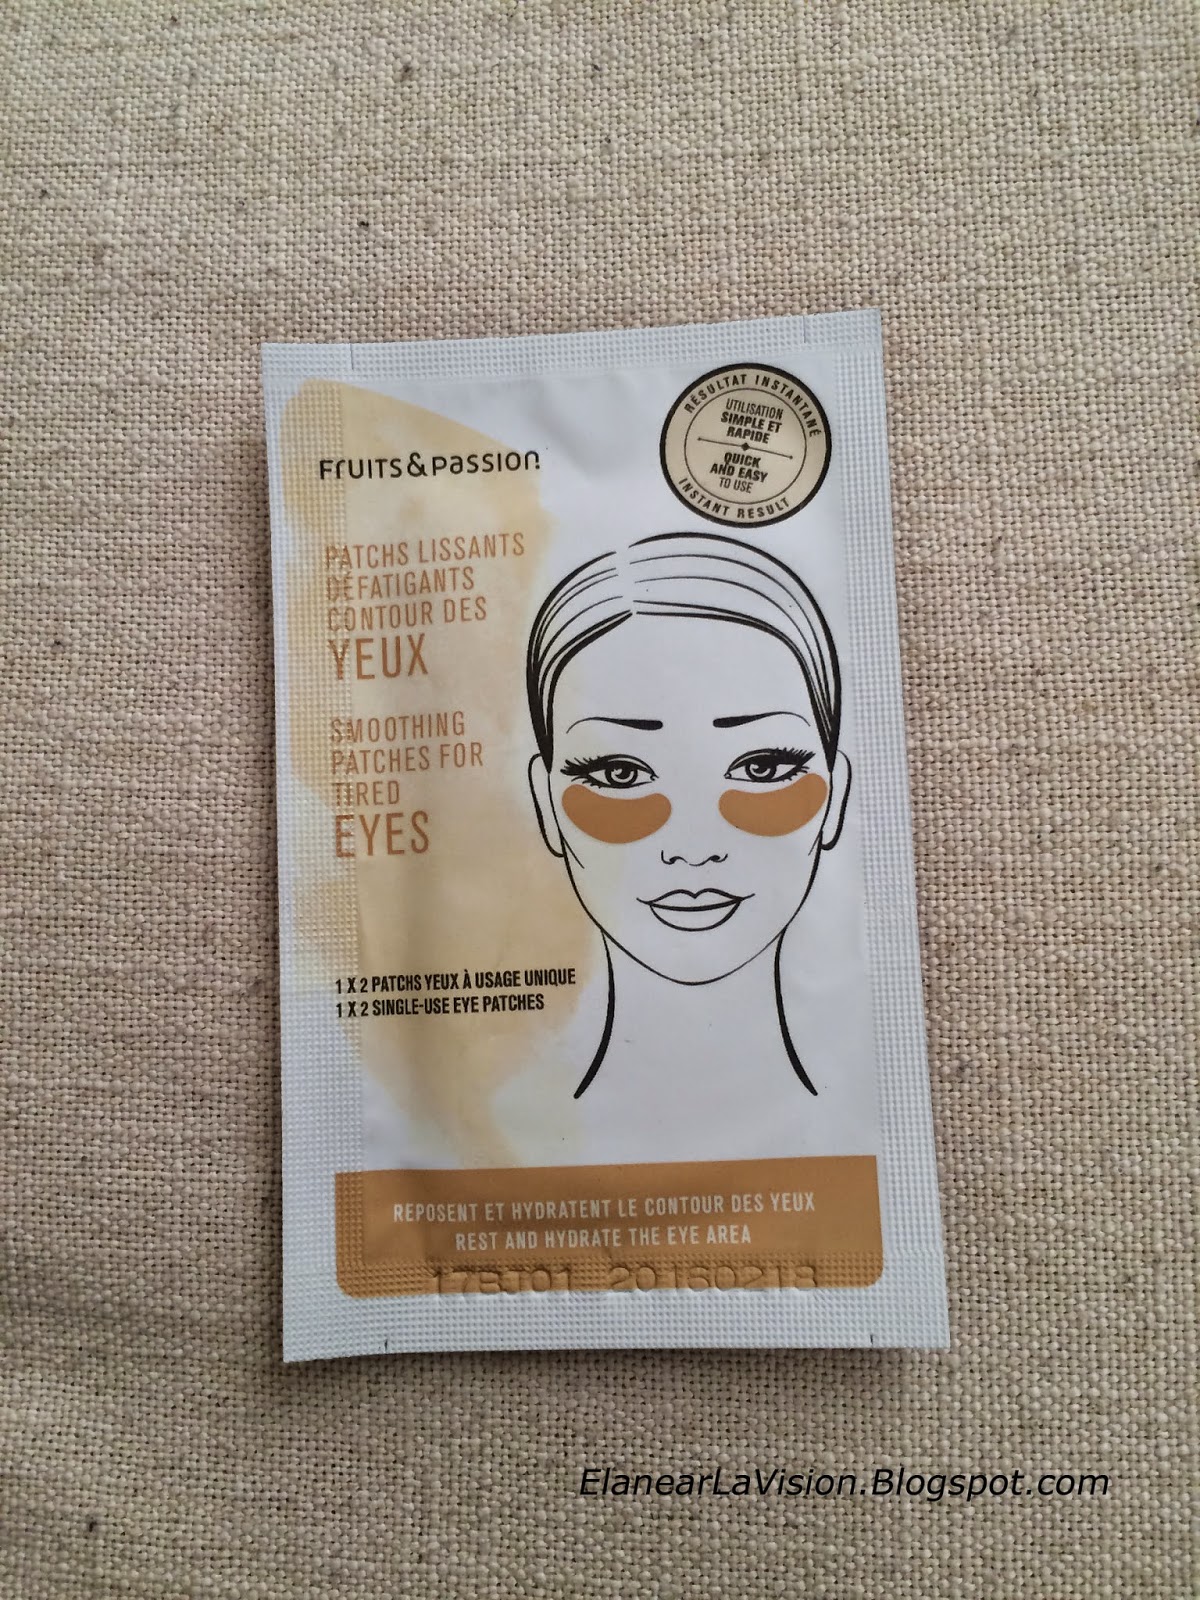 Fruits & Passion
RÉSULTAT INSTANTANÉ
UTILISATION
SIMPLE ET
RAPIDE
QUICK
AND EASY
TO USE
INSTANT RESULT
PATCHS LISSANTS
DÉFATIGANTS
CONTOUR DES
YEUX
SMOOTHING
PATCHES FOR
TIRED
EYES
1 X 2 PATCHS YEUX À USAGE UNIQUE
1 X 2 SINGLE-USE EYE PATCHES
REPOSENT ET HYDRATENT LE CONTOUR DES YEUX
REST AND HYDRATE THE EYE AREA
20160218
ElanearLaVision.Blogspot.com